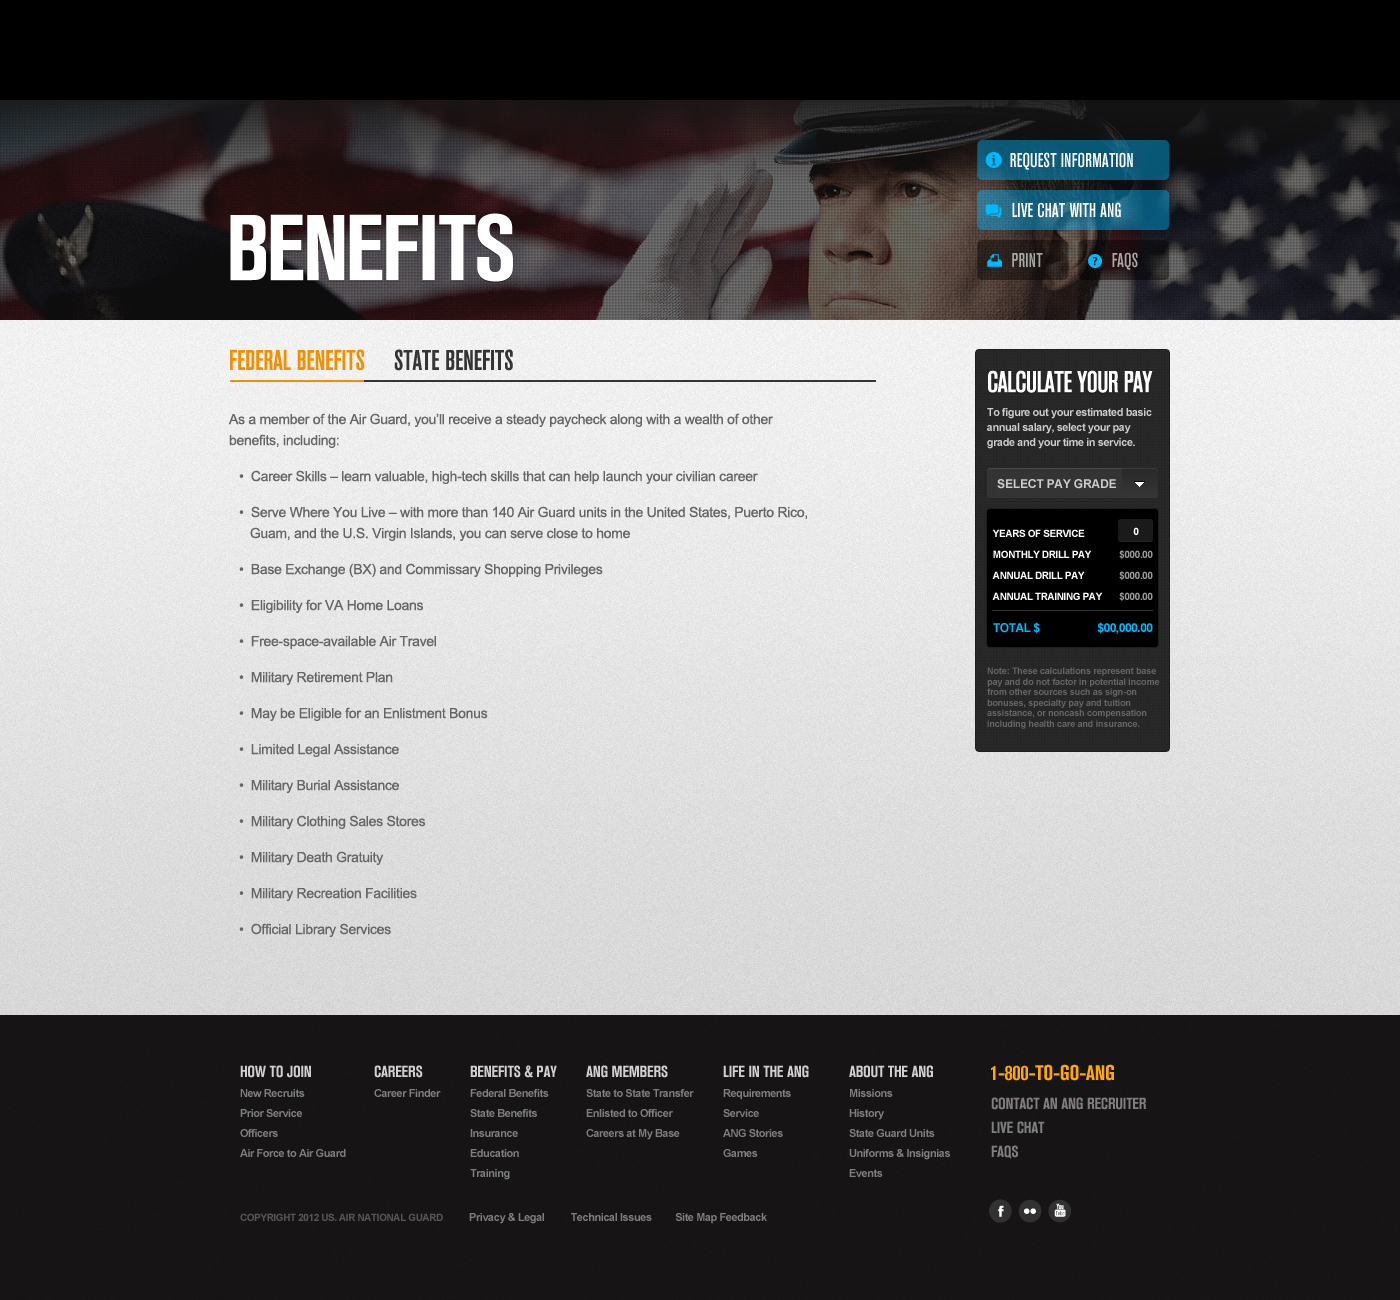 REQUEST INFORMATION
LIVE CHAT WITH ANG
PRINT FAQS
BENEFITS
FEDERAL BENEFITS STATE BENEFITS
As a member of the Air Guard, you’ll receive a steady paycheck along with a wealth of other
benefits, including:
• Career Skills – learn valuable, high-tech skills that can help launch your civilian career
• Serve Where You Live – with more than 140 Air Guard units in the United States, Puerto Rico,
Guam, and the U.S. Virgin Islands, you can serve close to home
• Base Exchange (BX) and Commissary Shopping Privileges
• Eligibility for VA Home Loans
• Free-space-available Air Travel
• Military Retirement Plan
• May be Eligible for an Enlistment Bonus
• Limited Legal Assistance
• Military Burial Assistance
• Military Clothing Sales Stores
• Military Death Gratuity
• Military Recreation Facilities
• Official Library Services
CALCULATE YOUR PAY
To figure out your estimated basic
annual salary, select your pay
grade and your time in service.
SELECT PAY GRADE
YEARS OF SERVICE 0
MONTHLY DRILL PAY $000.00
ANNUAL DRILL PAY $000.00
ANNUAL TRAINING PAY $000.00
TOTAL $ $00,000.00
Note: These calculations represent base
pay and do not factor in potential income
from other sources such as sign-on
bonuses, specialty pay and tuition
assistance, or noncash compensation
including health care and insurance.
HOW TO JOIN
New Recruits
Prior Service
Officers
Air Force to Air Guard
CAREERS
Career Finder
BENEFITS & PAY
Federal Benefits
State Benefits
Insurance
Education
Training
ANG MEMBERS
State to State Transfer
Enlisted to Officer
Careers at My Base
LIFE IN THE ANG
Requirements
Service
ANG Stories
Games
ABOUT THE ANG
Missions
History
State Guard Units
Uniforms & Insignias
Events
1-800-TO-GO-ANG
CONTACT AN ANG RECRUITER
LIVE CHAT
FAQS
COPYRIGHT 2012 US. AIR NATIONAL GUARD Privacy & Legal Technical Issues Site Map Feedback
f
You
Tube